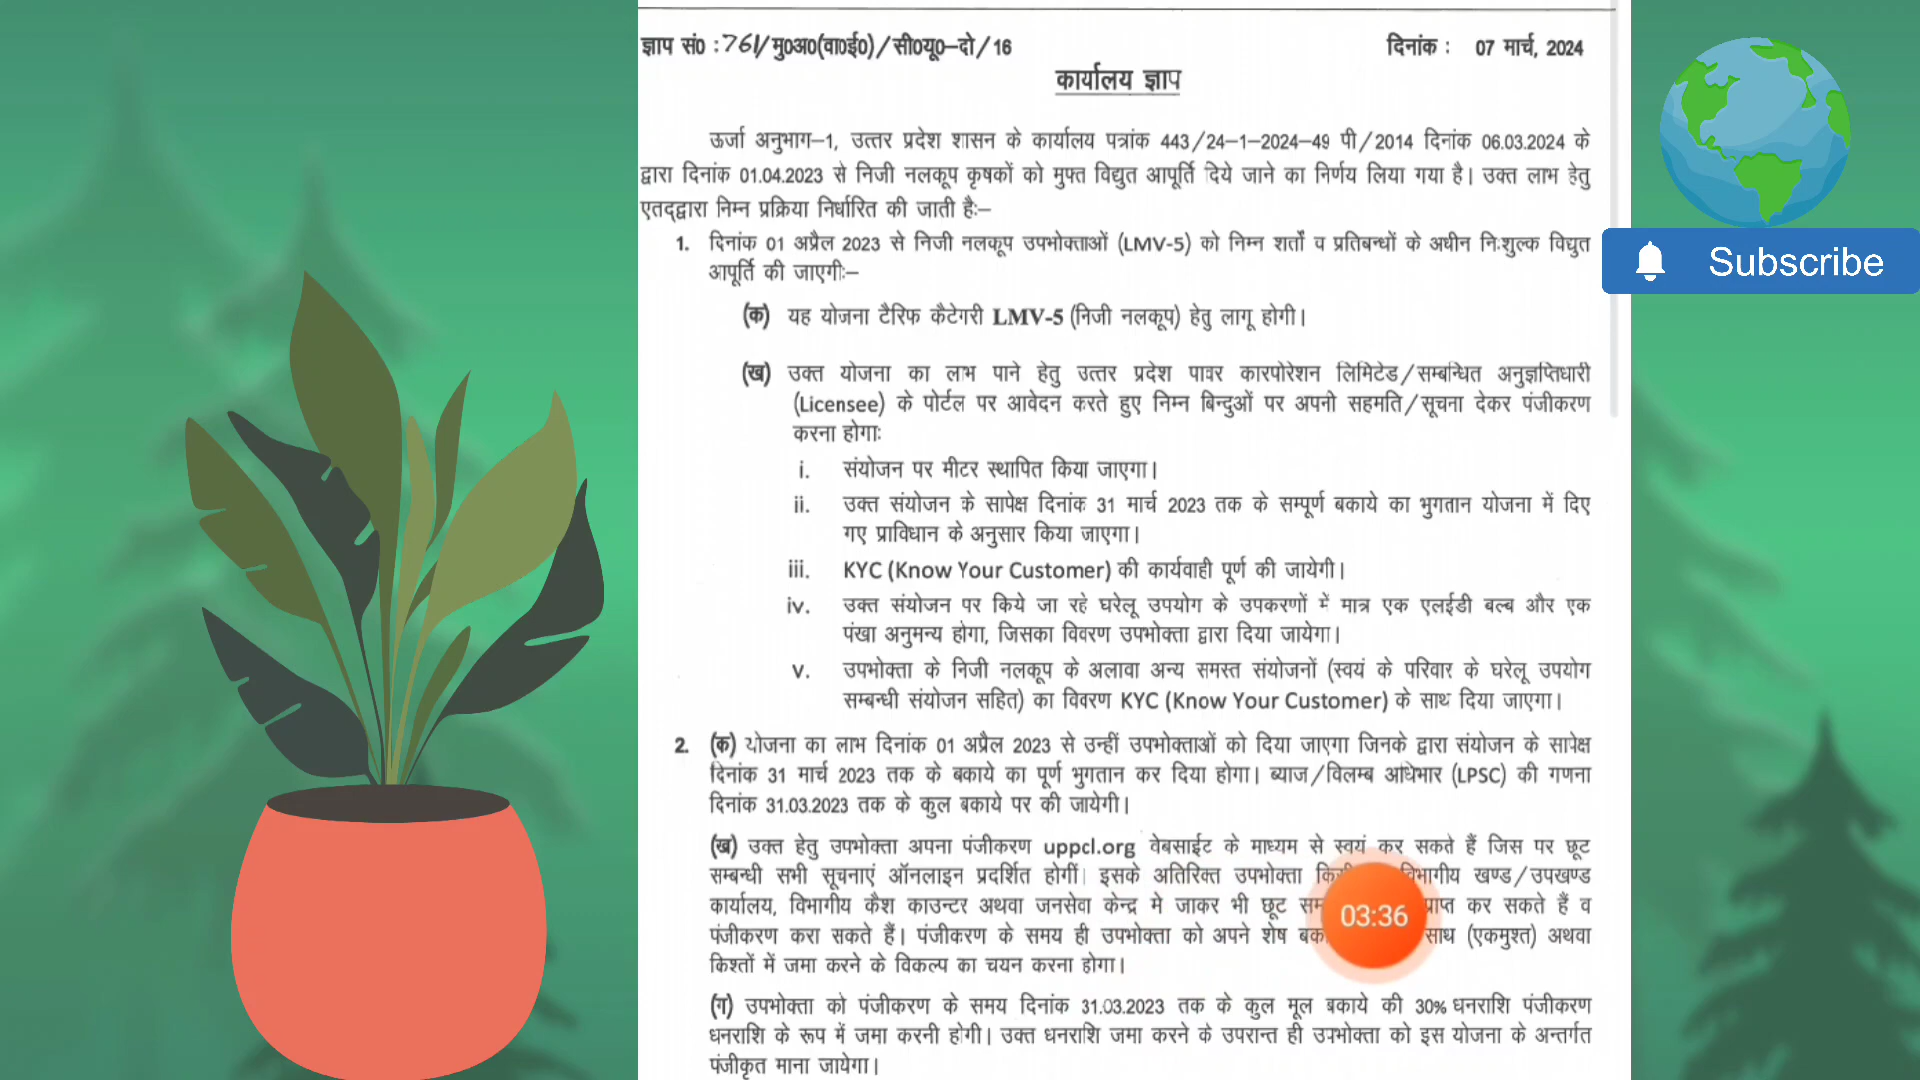 ज्ञाप सं0 : 761/मु0अ0(वा0ई0)/सी0यू0–दो/16 दिनांक : 07 मार्च, 2024
कार्यालय ज्ञाप
ऊर्जा अनुभाग–1, उत्तर प्रदेश शासन के कार्यालय पत्रांक 443/24–1–2024–49 पी/2014 दिनांक 06.03.2024 के
द्वारा दिनांक 01.04.2023 से निजी नलकूप कृषकों को मुफ्त विद्युत आपूर्ति दिये जाने का निर्णय लिया गया है। उक्त लाभ हेतु
एतद्द्वारा निम्न प्रक्रिया निर्धारित की जाती है:–
1. दिनांक 01 अप्रैल 2023 से निजी नलकूप उपभोक्ताओं (LMV-5) को निम्न शर्तों व प्रतिबन्धों के अधीन निःशुल्क विद्युत
आपूर्ति की जाएगीः–
Subscribe
(क) यह योजना टैरिफ कैटेगरी LMV-5 (निजी नलकूप) हेतु लागू होगी।
(ख) उक्त योजना का लाभ पाने हेतु उत्तर प्रदेश पावर कारपोरेशन लिमिटेड/सम्बन्धित अनुज्ञप्तिधारी
(Licensee) के पोर्टल पर आवेदन करते हुए निम्न बिन्दुओं पर अपनी सहमति/सूचना देकर पंजीकरण
करना होगाः
i. संयोजन पर मीटर स्थापित किया जाएगा।
ii. उक्त संयोजन के सापेक्ष दिनांक 31 मार्च 2023 तक के सम्पूर्ण बकाये का भुगतान योजना में दिए
गए प्राविधान के अनुसार किया जाएगा।
iii. KYC (Know Your Customer) की कार्यवाही पूर्ण की जायेगी।
iv. उक्त संयोजन पर किये जा रहे घरेलू उपयोग के उपकरणों में मात्र एक एलईडी बल्ब और एक
पंखा अनुमन्य होगा, जिसका विवरण उपभोक्ता द्वारा दिया जायेगा।
v. उपभोक्ता के निजी नलकूप के अलावा अन्य समस्त संयोजनों (स्वयं के परिवार के घरेलू उपयोग
सम्बन्धी संयोजन सहित) का विवरण KYC (Know Your Customer) के साथ दिया जाएगा।
2. (क) योजना का लाभ दिनांक 01 अप्रैल 2023 से उन्हीं उपभोक्ताओं को दिया जाएगा जिनके द्वारा संयोजन के सापेक्ष
दिनांक 31 मार्च 2023 तक के बकाये का पूर्ण भुगतान कर दिया होगा। ब्याज/विलम्ब अधिभार (LPSC) की गणना
दिनांक 31.03.2023 तक के कुल बकाये पर की जायेगी।
(ख) उक्त हेतु उपभोक्ता अपना पंजीकरण uppcl.org वेबसाईट के माध्यम से स्वयं कर सकते हैं जिस पर छूट
सम्बन्धी सभी सूचनाएं ऑनलाइन प्रदर्शित होगीं। इसके अतिरिक्त उपभोक्ता विभागीय खण्ड/उपखण्ड
कार्यालय, विभागीय कैश काउन्टर अथवा जनसेवा केन्द्र मे जाकर भी छूट प्राप्त कर सकते हैं व
पंजीकरण करा सकते हैं। पंजीकरण के समय ही उपभोक्ता को अपने शेष साथ (एकमुश्त) अथवा
किश्तों में जमा करने के विकल्प का चयन करना होगा।
03:36
(ग) उपभोक्ता को पंजीकरण के समय दिनांक 31.03.2023 तक के कुल मूल बकाये की 30% धनराशि पंजीकरण
धनराशि के रूप में जमा करनी होगी। उक्त धनराशि जमा करने के उपरान्त ही उपभोक्ता को इस योजना के अन्तर्गत
पंजीकृत माना जायेगा।